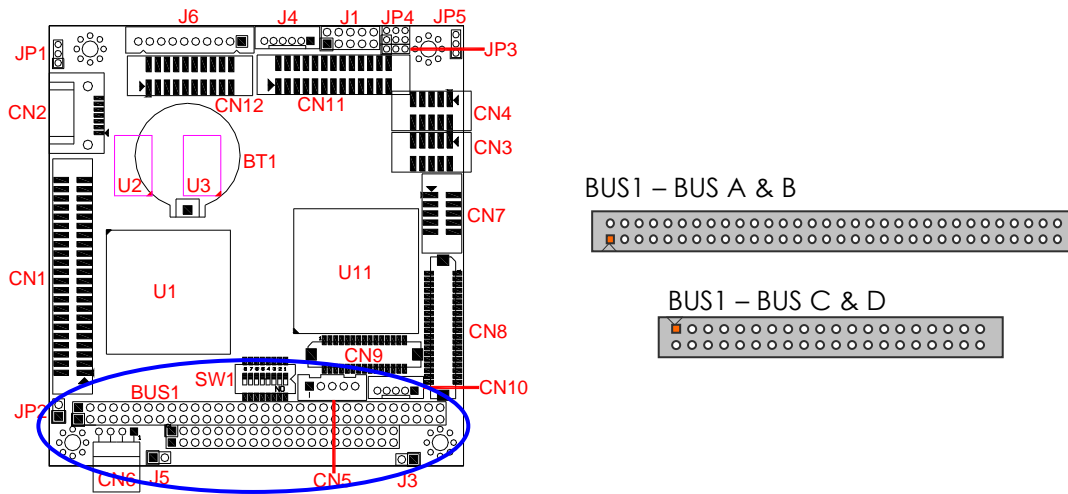 J6 J4 J1 JP4 JP5
JP1
JP3
CN2
CN12 CN11
CN4
CN3
BT1
U2 U3
BUS1 – BUS A & B
CN7
CN1
U1
U11
BUS1 – BUS C & D
CN8
CN9
SW1
CN10
JP2
BUS1
CN6 J5 CN5 J3